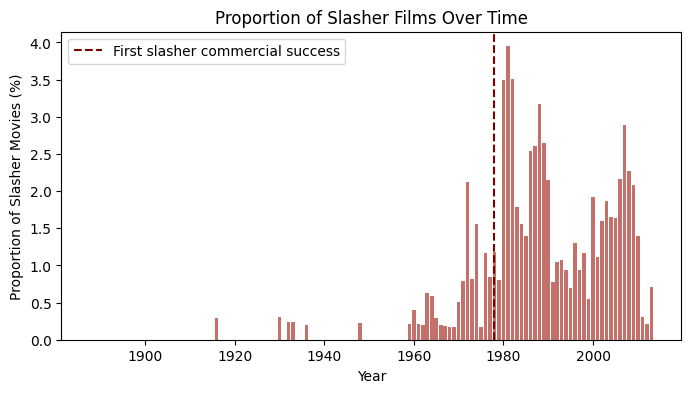 Proportion of Slasher Films Over Time
First slasher commercial success
Proportion of Slasher Movies (%)
4.0
3.5
3.0
2.5
2.0
1.5
1.0
0.5
0.0
1900 1920 1940 1960 1980 2000
Year